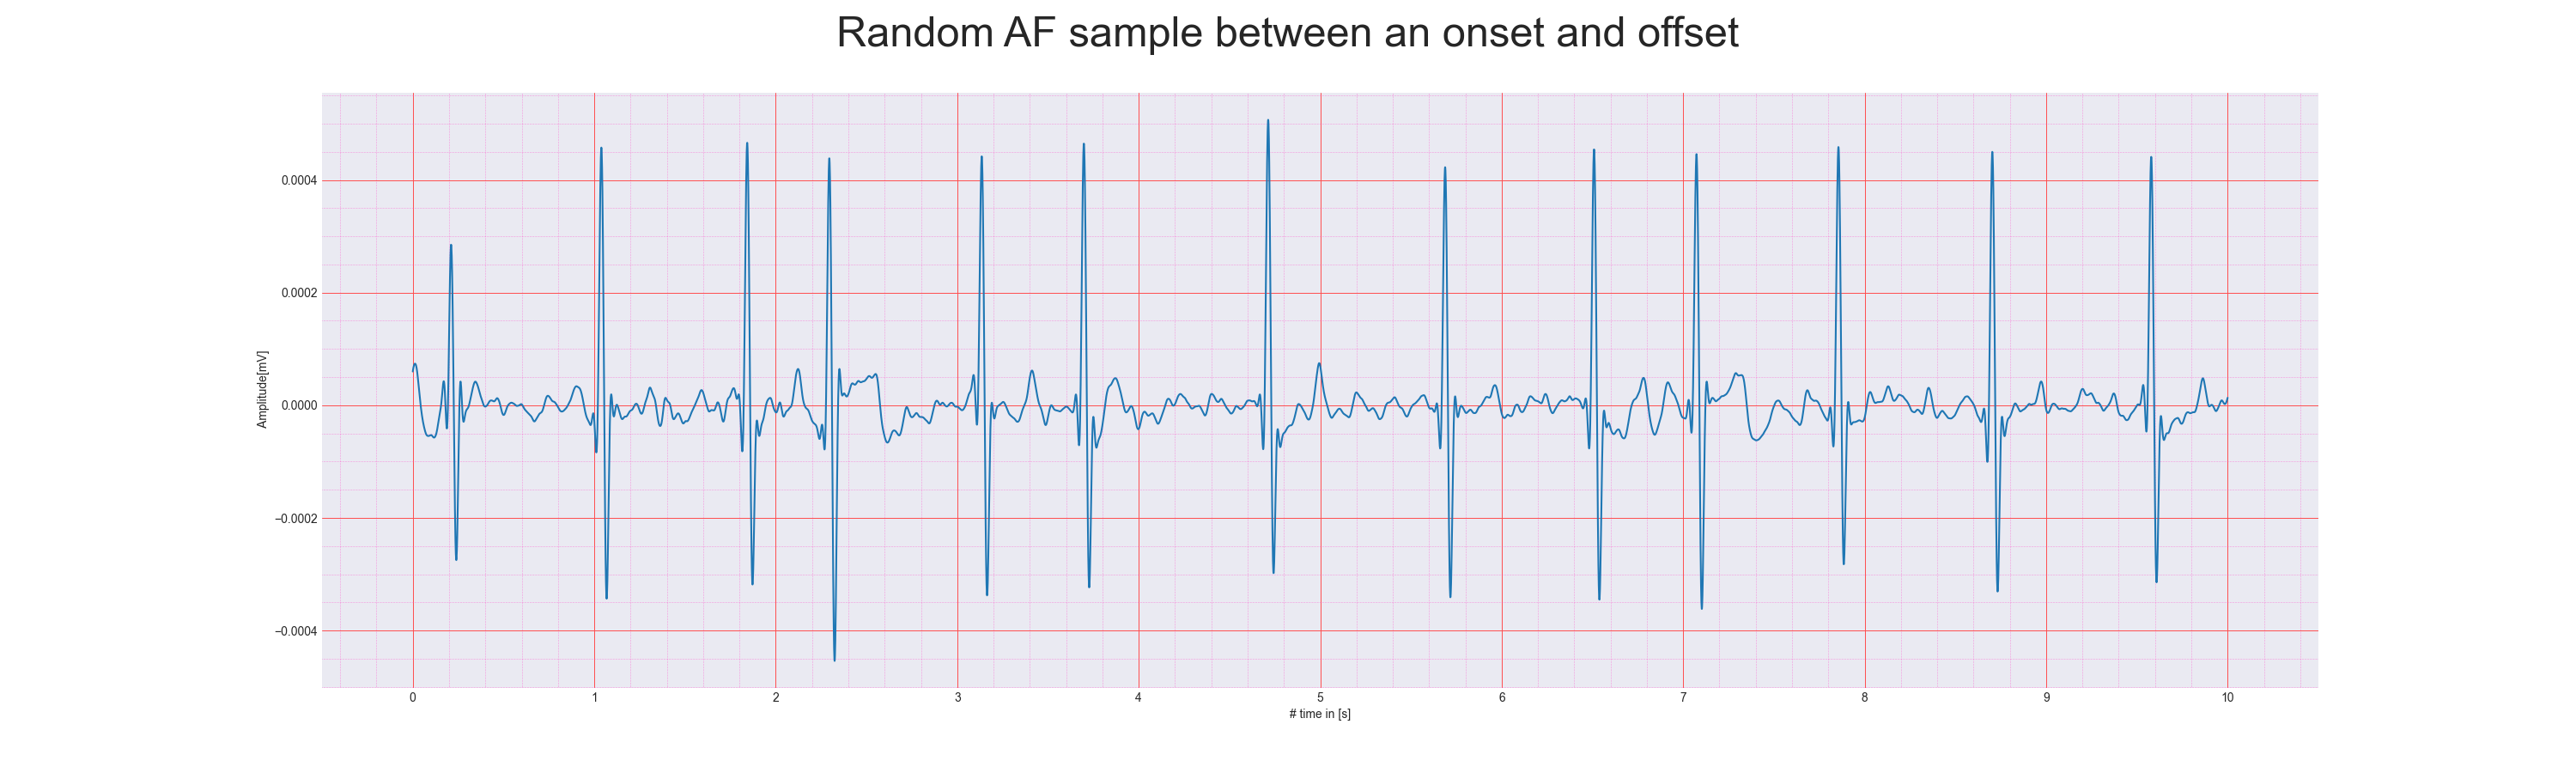 Random AF sample between an onset and offset
0.0004
0.0002
0.0000
−0.0002
−0.0004
Amplitude[mV]
0 1 2 3 4 5 6 7 8 9 10
# time in [s]